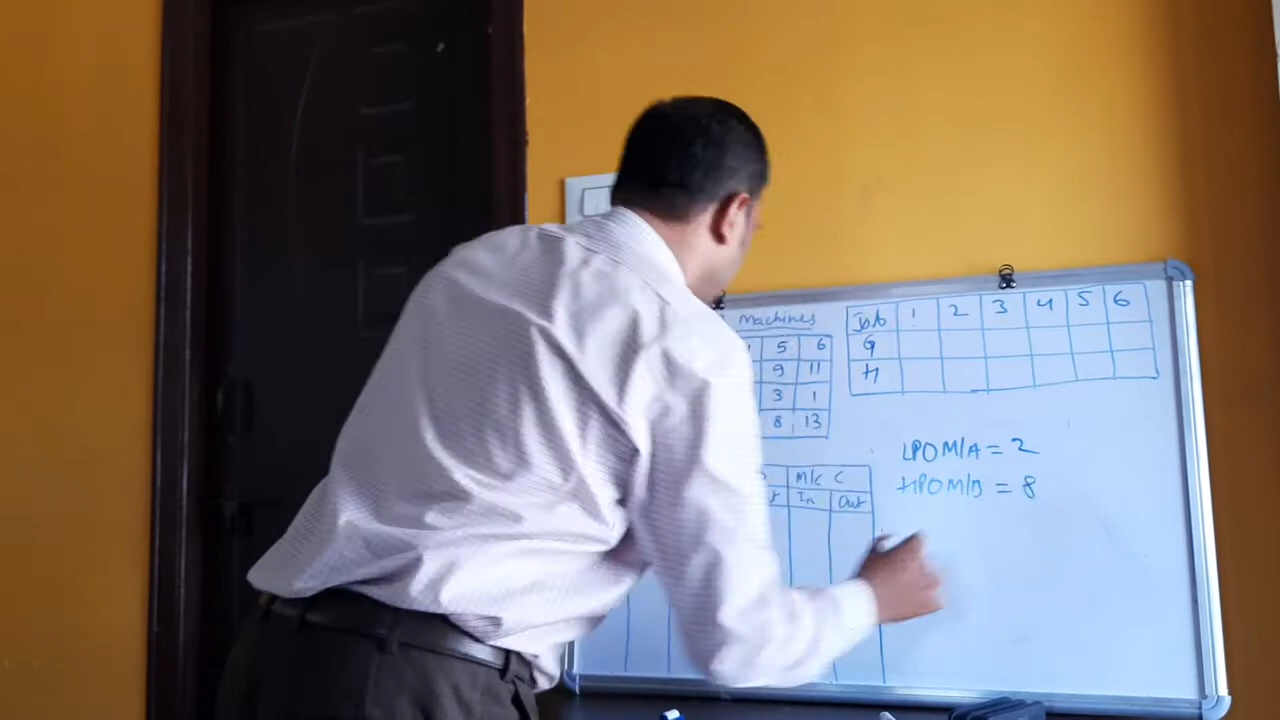 Machines
5 6
9 11
3 1
8 13
Job 1 2 3 4 5 6
G
H
LPOM/A = 2
HPOM/B = 8
M/c C
In Out